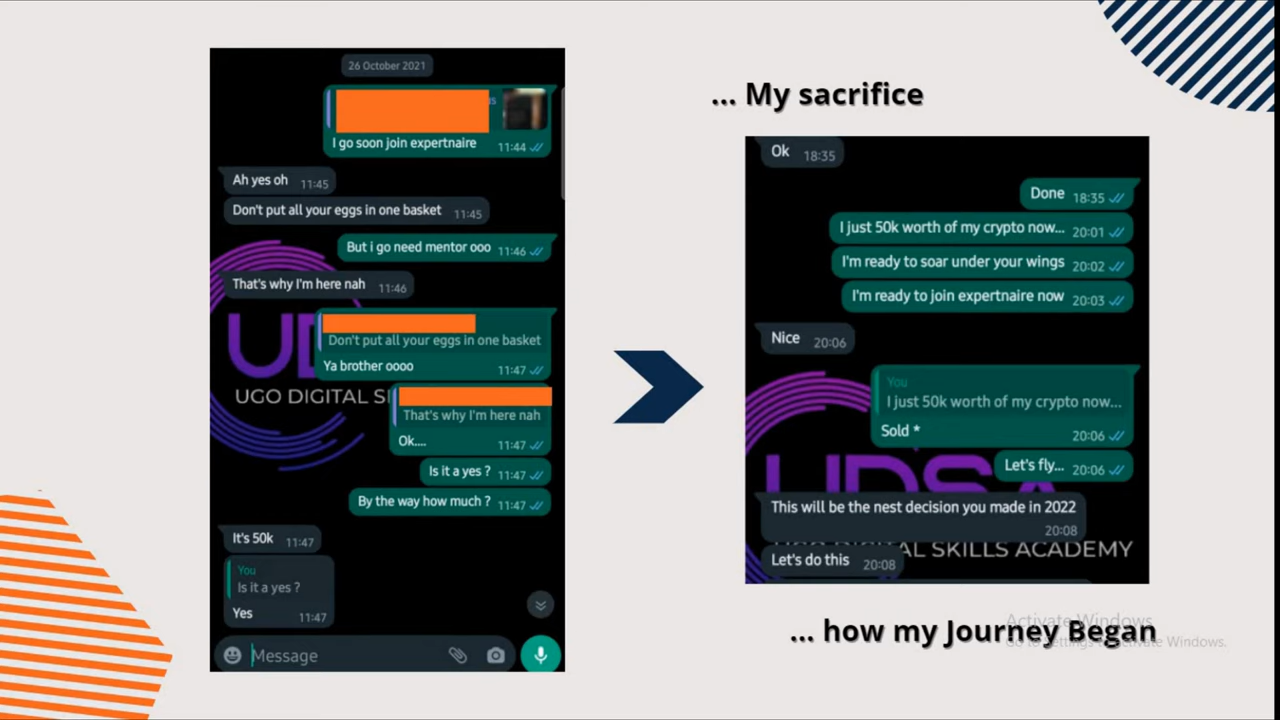 26 October 2021
I go soon join expertnaire 11:44
Ah yes oh 11:45
Don't put all your eggs in one basket 11:45
But i go need mentor ooo 11:46
That's why I'm here nah 11:46
Don't put all your eggs in one basket
Ya brother oooo 11:47
That's why I'm here nah
Ok.... 11:47
Is it a yes ? 11:47
By the way how much ? 11:47
It's 50k 11:47
You
Is it a yes ?
Yes 11:47
Message
UGO DIGITAL
... My sacrifice
Ok 18:35
Done 18:35
I just 50k worth of my crypto now... 20:01
I'm ready to soar under your wings 20:02
I'm ready to join expertnaire now 20:03
Nice 20:06
You
I just 50k worth of my crypto now...
Sold * 20:06
Let's fly... 20:06
UDSA
This will be the nest decision you made in 2022
20:08
Let's do this 20:08
SKILLS ACADEMY
... how my Journey Began
Activate Windows
Go to Settings to activate Windows.